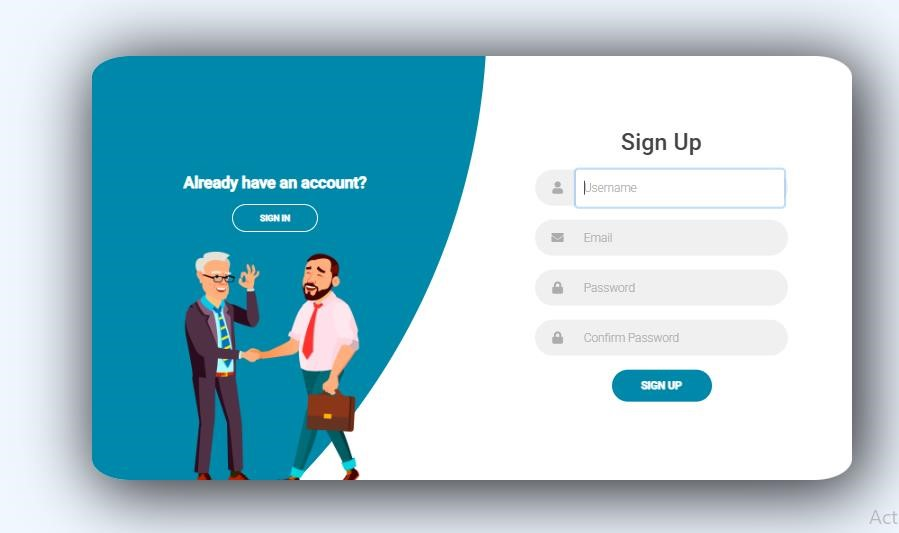 Sign Up
Already have an account?
SIGN IN
Username
Email
Password
Confirm Password
SIGN UP
Act